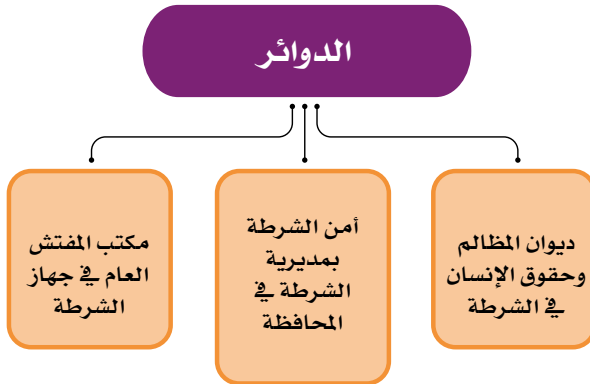 الدوائر
ديوان المظالم
وحقوق الإنسان
في الشرطة
أمن الشرطة
بمديرية
الشرطة في
المحافظة
مكتب المفتش
العام في جهاز
الشرطة